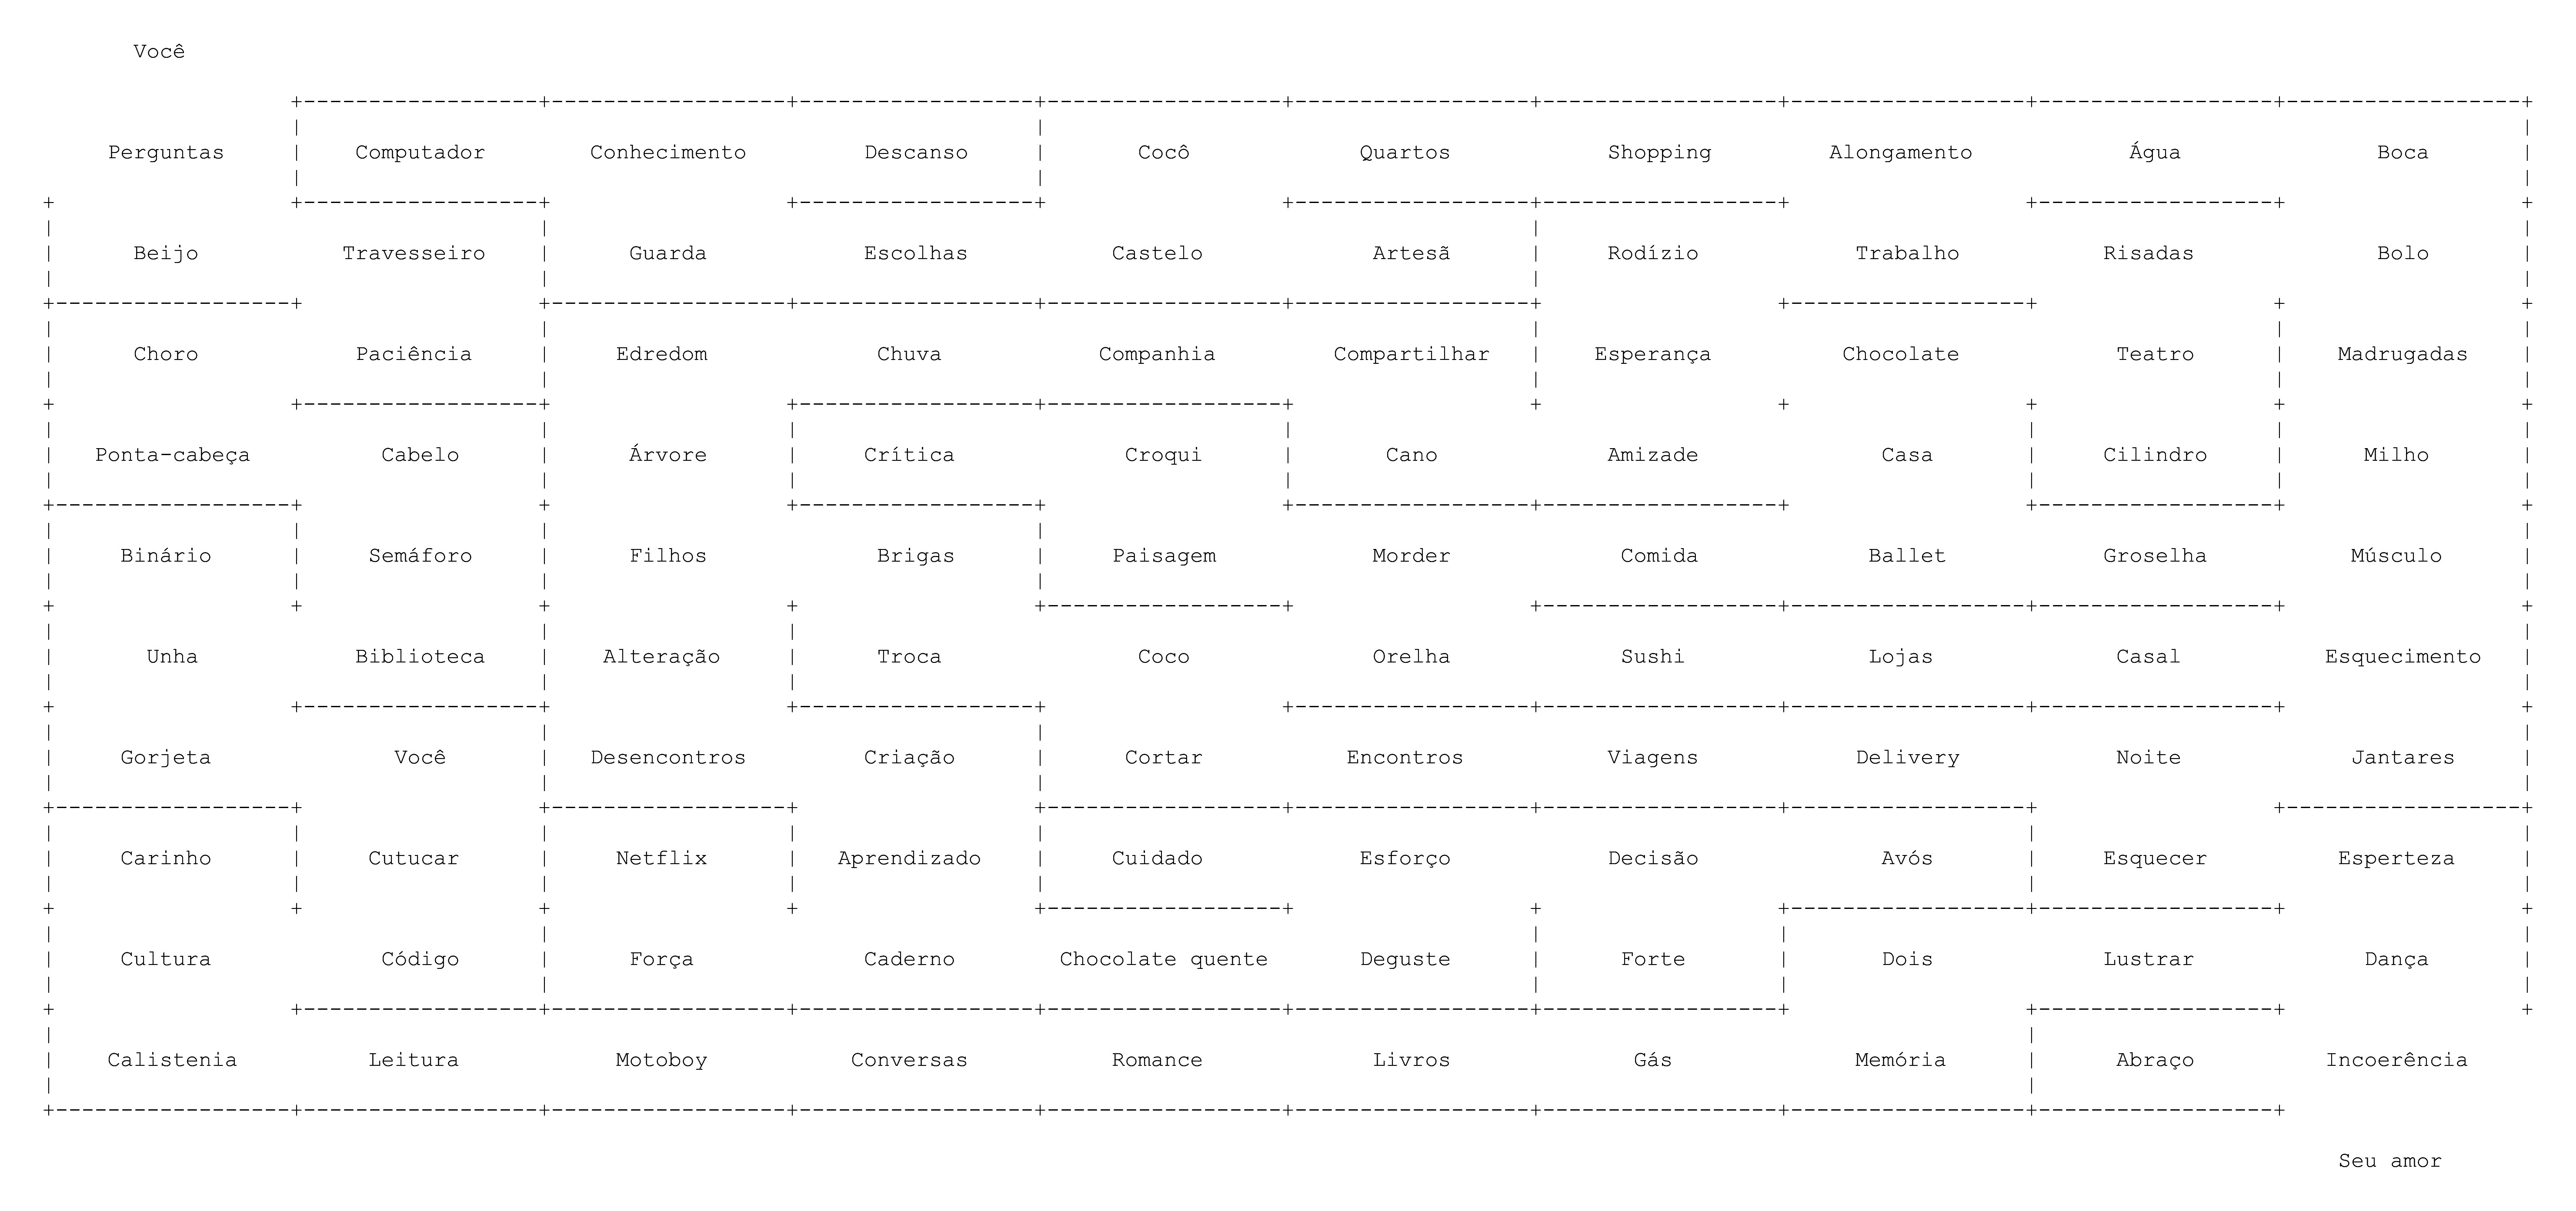 Você
Perguntas Computador Conhecimento Descanso Cocô Quartos Shopping Alongamento Água Boca
Beijo Travesseiro Guarda Escolhas Castelo Artesã Rodízio Trabalho Risadas Bolo
Choro Paciência Edredom Chuva Companhia Compartilhar Esperança Chocolate Teatro Madrugadas
Ponta-cabeça Cabelo Árvore Crítica Croqui Cano Amizade Casa Cilindro Milho
Binário Semáforo Filhos Brigas Paisagem Morder Comida Ballet Groselha Músculo
Unha Biblioteca Alteração Troca Coco Orelha Sushi Lojas Casal Esquecimento
Gorjeta Você Desencontros Criação Cortar Encontros Viagens Delivery Noite Jantares
Carinho Cutucar Netflix Aprendizado Cuidado Esforço Decisão Avós Esquecer Esperteza
Cultura Código Força Caderno Chocolate quente Deguste Forte Dois Lustrar Dança
Calistenia Leitura Motoboy Conversas Romance Livros Gás Memória Abraço Incoerência
Seu amor